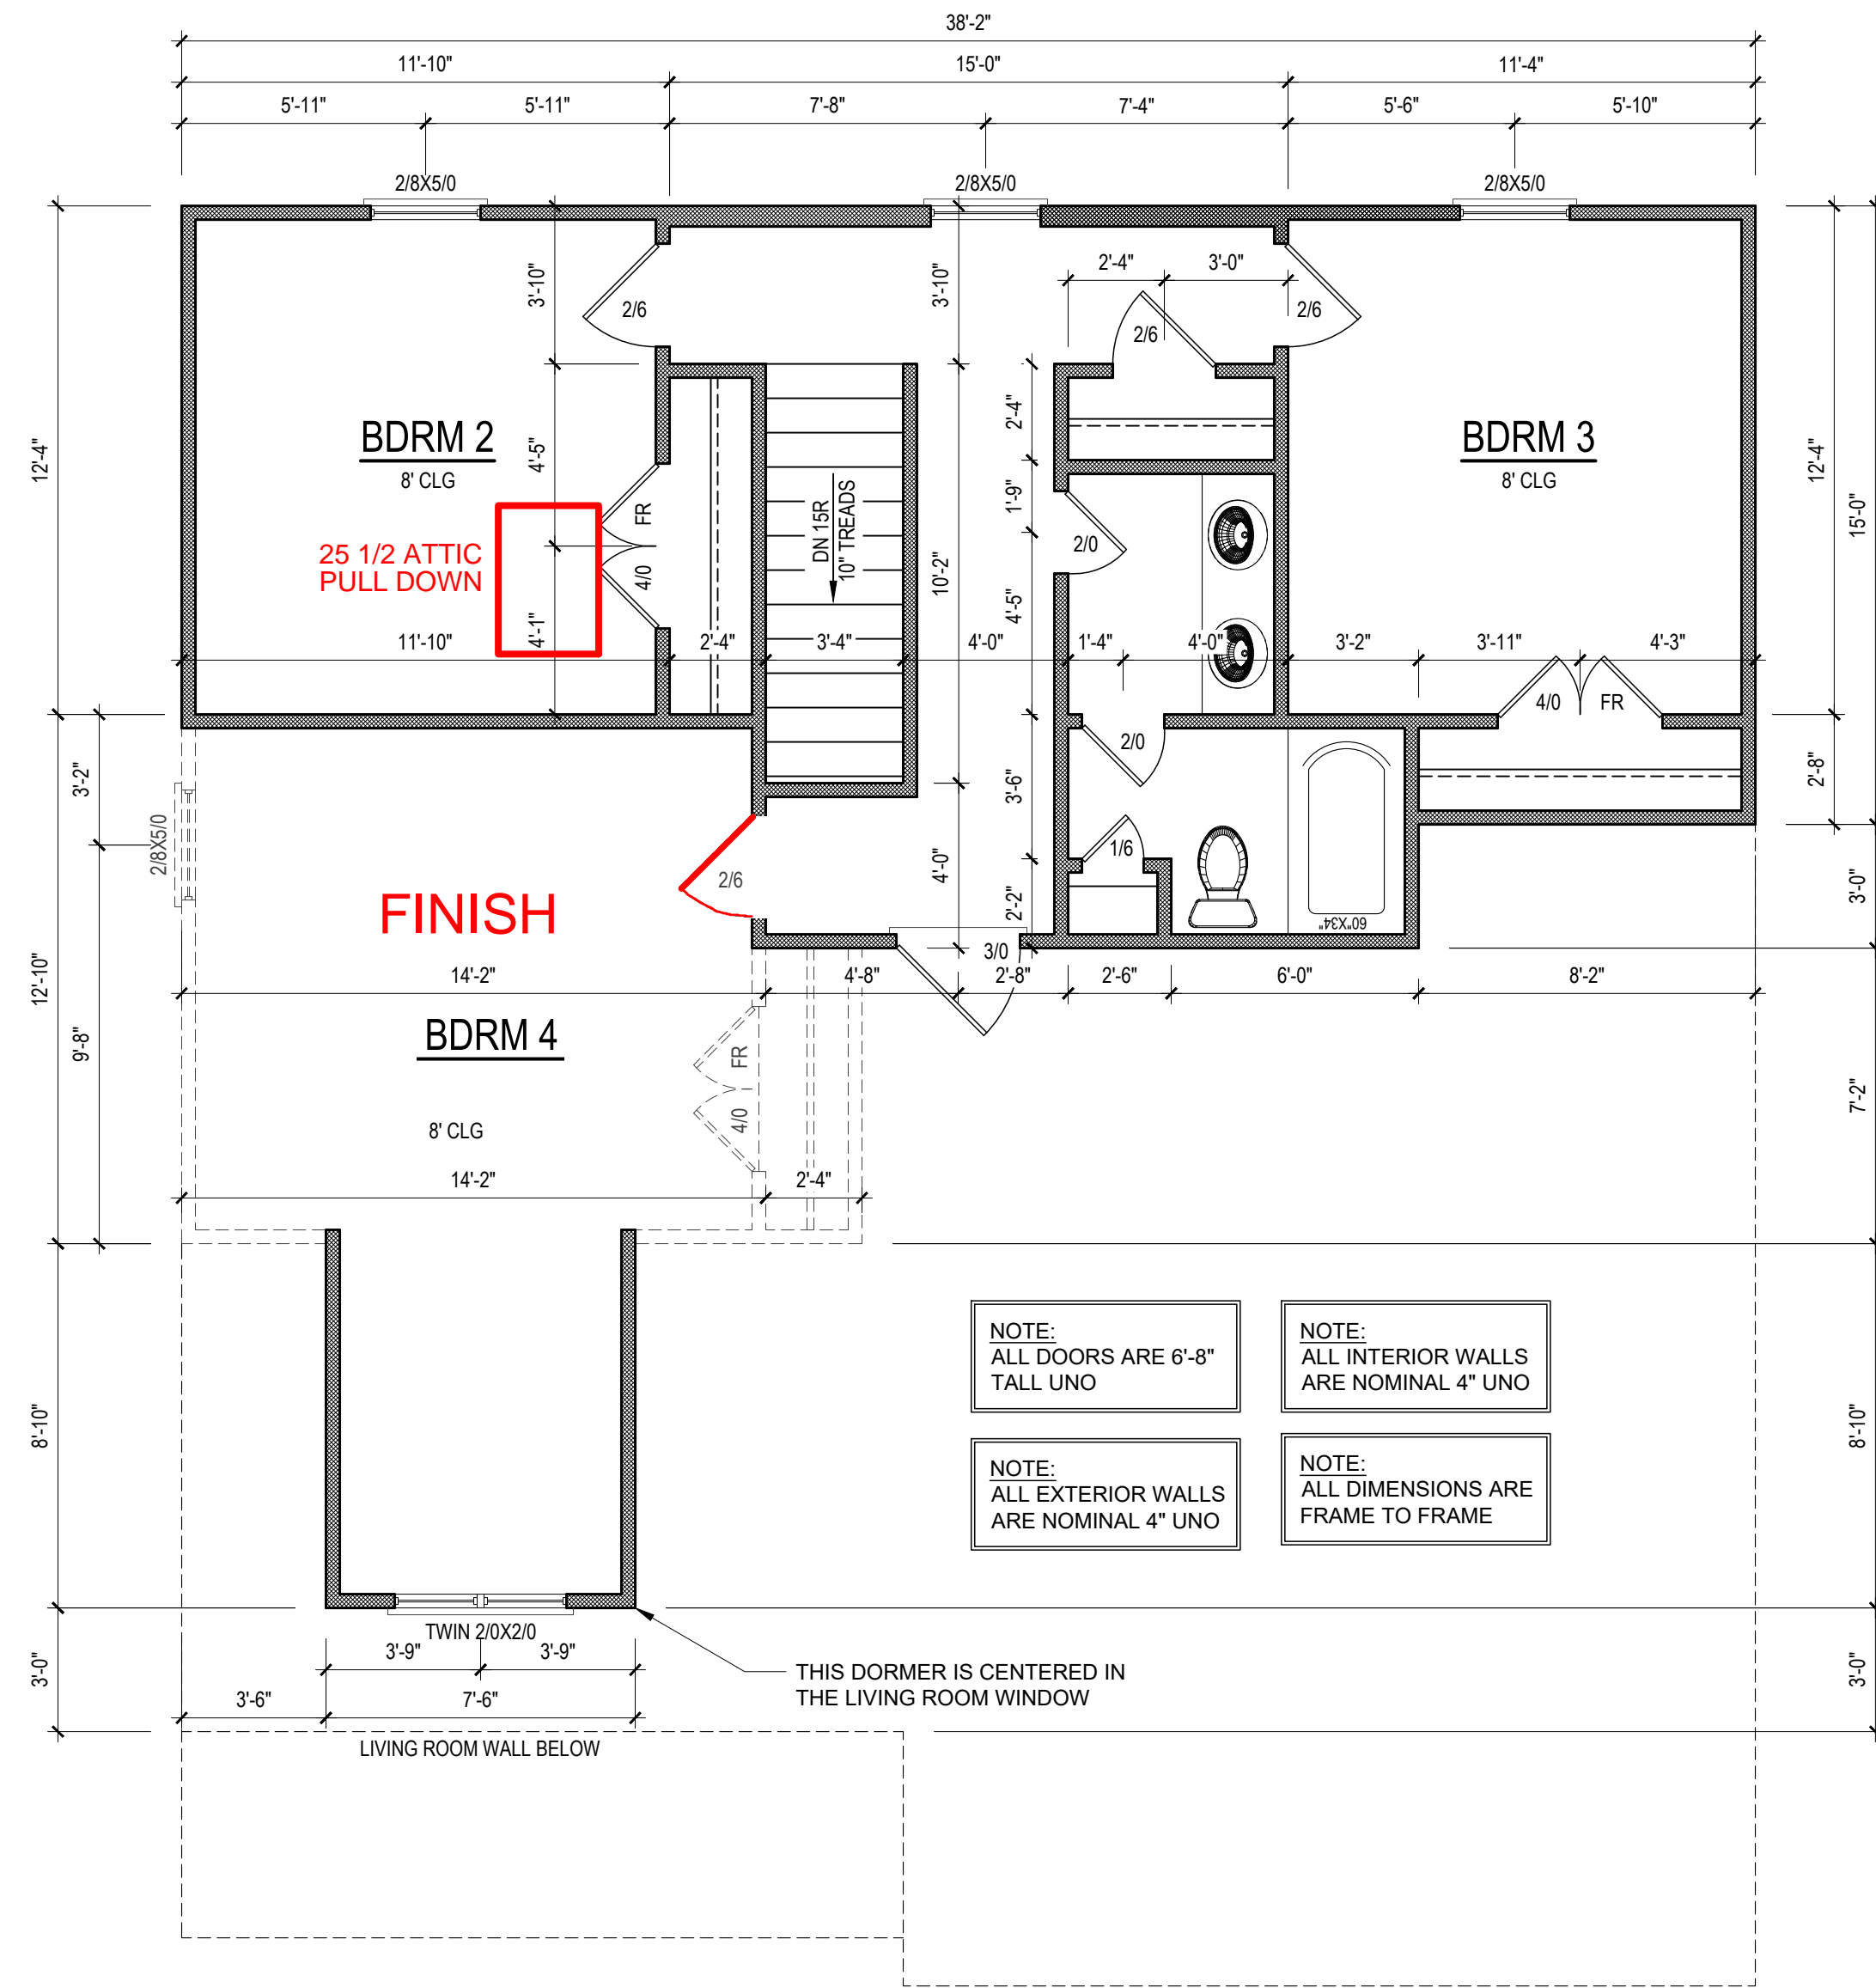 38'-2"
11'-10" 15'-0" 11'-4"
5'-11" 5'-11" 7'-8" 7'-4" 5'-6" 5'-10"
2/8X5/0 2/8X5/0 2/8X5/0
3'-10" 3'-10" 2'-4" 3'-0"
2/6 2/6 2/6
12'-4" 4'-5" 2'-4" 12'-4" 15'-0"
BDRM 2
8' CLG
BDRM 3
8' CLG
25 1/2 ATTIC
PULL DOWN
FR
4/0
4'-1"
DN 15R
10" TREADS
10'-2"
1'-9"
2/0
4'-5"
11'-10" 2'-4" 3'-4" 4'-0" 1'-4" 4'-0" 3'-2" 3'-11" 4'-3"
4/0 FR
2/0
3'-2" 3'-6" 2'-8"
2/8X5/0
1/6
4'-0"
2/6
2'-2"
3'-0"
FINISH
60"X34"
3/0
12'-10"
14'-2" 4'-8" 2'-8" 2'-6" 6'-0" 8'-2"
9'-8"
BDRM 4
FR
4/0
7'-2"
8' CLG
14'-2" 2'-4"
NOTE:
ALL DOORS ARE 6'-8"
TALL UNO
NOTE:
ALL INTERIOR WALLS
ARE NOMINAL 4" UNO
8'-10" 8'-10"
NOTE:
ALL EXTERIOR WALLS
ARE NOMINAL 4" UNO
NOTE:
ALL DIMENSIONS ARE
FRAME TO FRAME
TWIN 2/0X2/0
3'-9" 3'-9"
3'-0" 3'-0"
THIS DORMER IS CENTERED IN
THE LIVING ROOM WINDOW
3'-6" 7'-6"
LIVING ROOM WALL BELOW